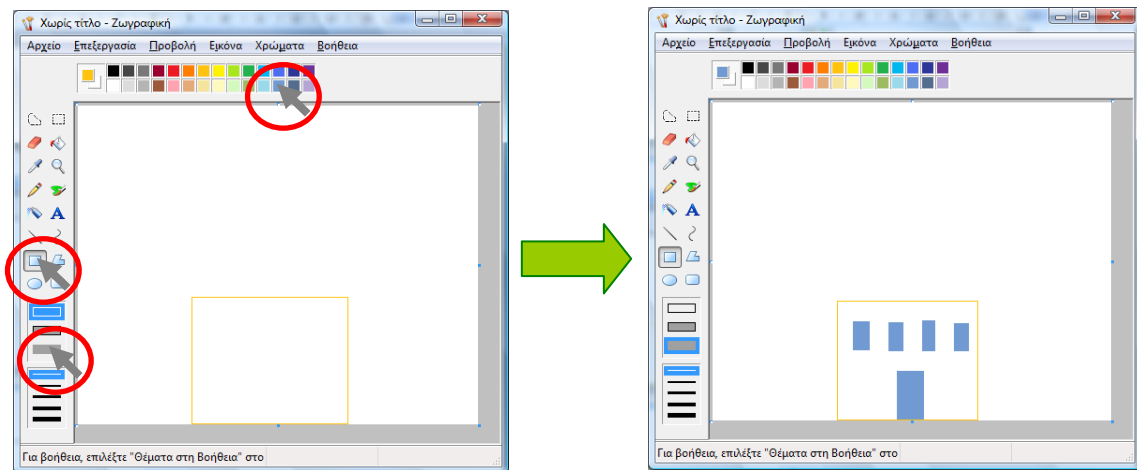 Χωρίς τίτλο - Ζωγραφική
Αρχείο Επεξεργασία Προβολή Εικόνα Χρώματα Βοήθεια
A
Για βοήθεια, επιλέξτε "Θέματα στη Βοήθεια" στο
Χωρίς τίτλο - Ζωγραφική
Αρχείο Επεξεργασία Προβολή Εικόνα Χρώματα Βοήθεια
A
Για βοήθεια, επιλέξτε "Θέματα στη Βοήθεια" στο